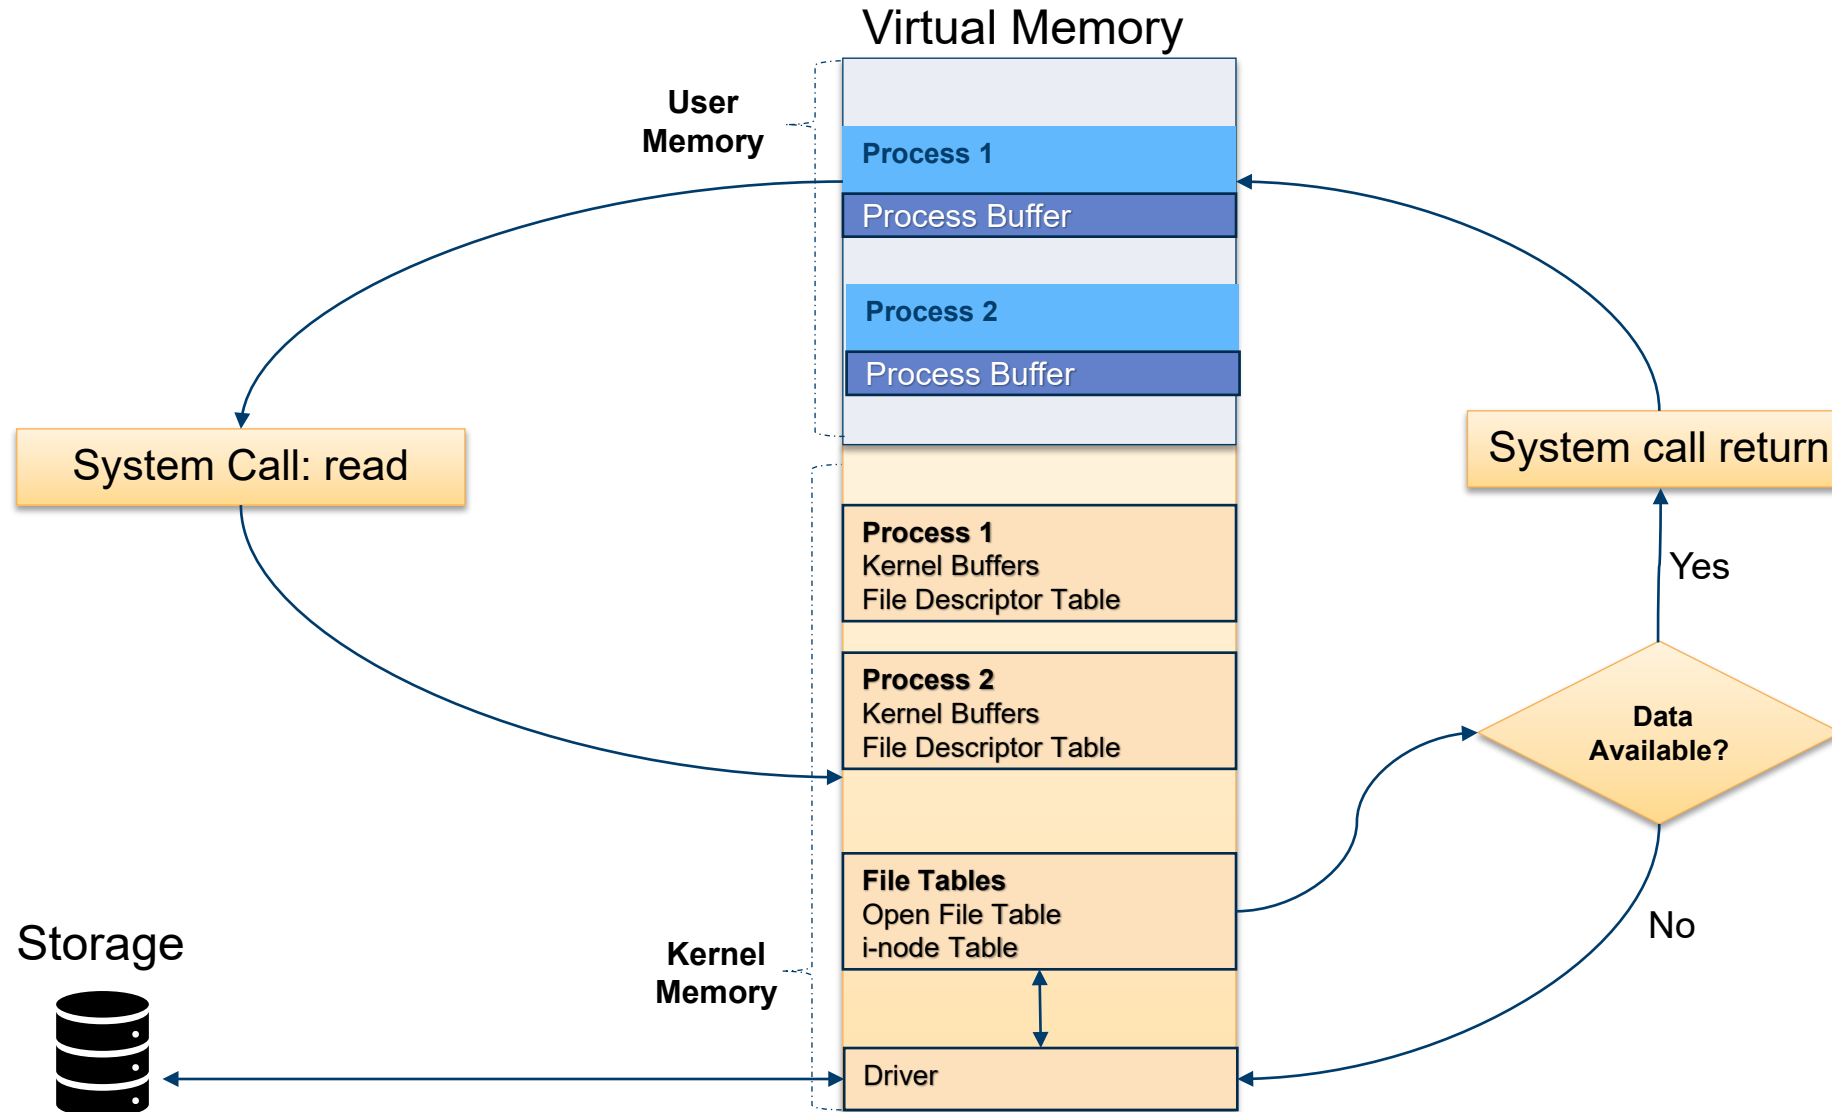 Virtual Memory
User
Memory
Process 1
Process Buffer
Process 2
Process Buffer
System Call: read
System call return
Process 1
Kernel Buffers
File Descriptor Table
Yes
Process 2
Kernel Buffers
File Descriptor Table
Data
Available?
File Tables
Open File Table
i-node Table
No
Storage
Kernel
Memory
Driver